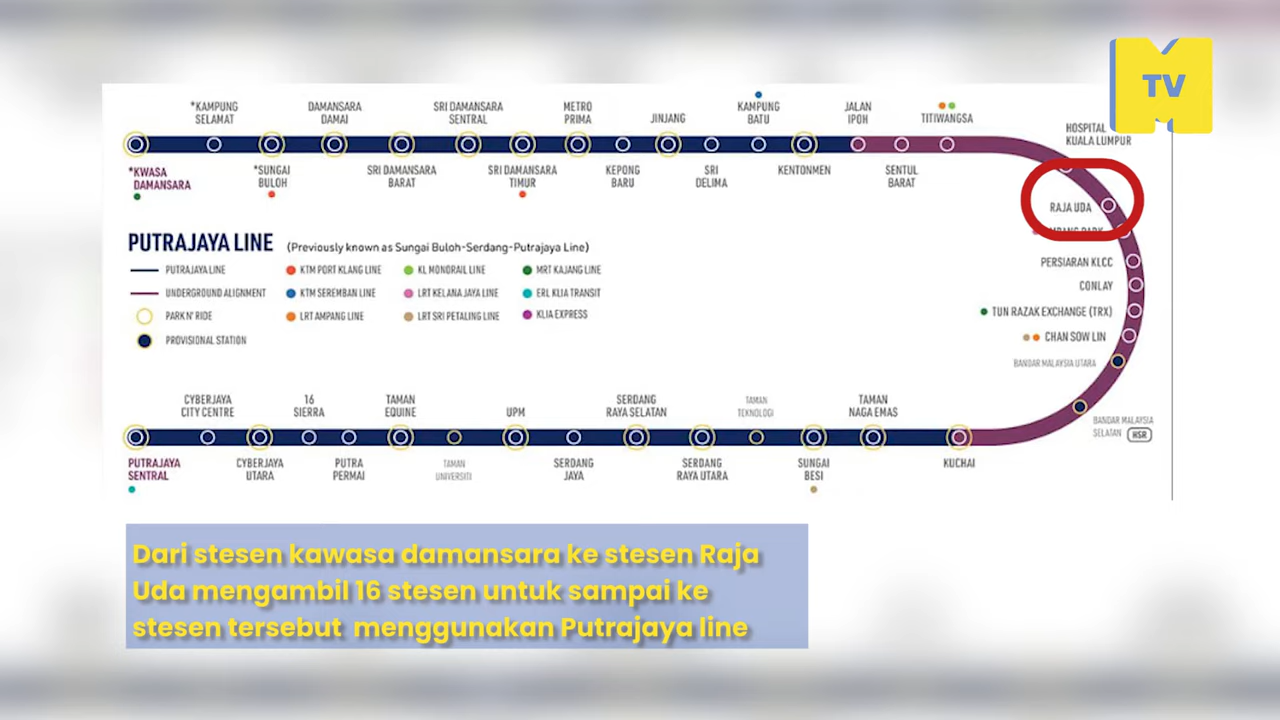 TV
*KAMPUNG
SELAMAT
DAMANSARA
DAMAI
SRI DAMANSARA
SENTRAL
METRO
PRIMA
JINJANG
KAMPUNG
BATU
JALAN
IPOH
TITIWANGSA
HOSPITAL
KUALA LUMPUR
*KWASA
DAMANSARA
*SUNGAI
BULOH
SRI DAMANSARA
BARAT
SRI DAMANSARA
TIMUR
KEPONG
BARU
SRI
DELIMA
KENTONMEN
SENTUL
BARAT
RAJA UDA
PARK
PERSIARAN KLCC
CONLAY
TUN RAZAK EXCHANGE (TRX)
CHAN SOW LIN
BANDAR MALAYSIA UTARA
BANDAR MALAYSIA
SELATAN HSR
PUTRAJAYA LINE (Previously known as Sungai Buloh-Serdang-Putrajaya Line)
PUTRAJAYA LINE KTM PORT KLANG LINE KL MONORAIL LINE MRT KAJANG LINE
UNDERGROUND ALIGNMENT KTM SEREMBAN LINE LRT KELANA JAYA LINE ERL KLIA TRANSIT
PARK N' RIDE LRT AMPANG LINE LRT SRI PETALING LINE KLIA EXPRESS
PROVISIONAL STATION
CYBERJAYA
CITY CENTRE
16
SIERRA
TAMAN
EQUINE
UPM
SERDANG
RAYA SELATAN
TAMAN
TEKNOLOGI
TAMAN
NAGA EMAS
PUTRAJAYA
SENTRAL
CYBERJAYA
UTARA
PUTRA
PERMAI
TAMAN
UNIVERSITI
SERDANG
JAYA
SERDANG
RAYA UTARA
SUNGAI
BESI
KUCHAI
Dari stesen kawasa damansara ke stesen Raja
Uda mengambil 16 stesen untuk sampai ke
stesen tersebut menggunakan Putrajaya line